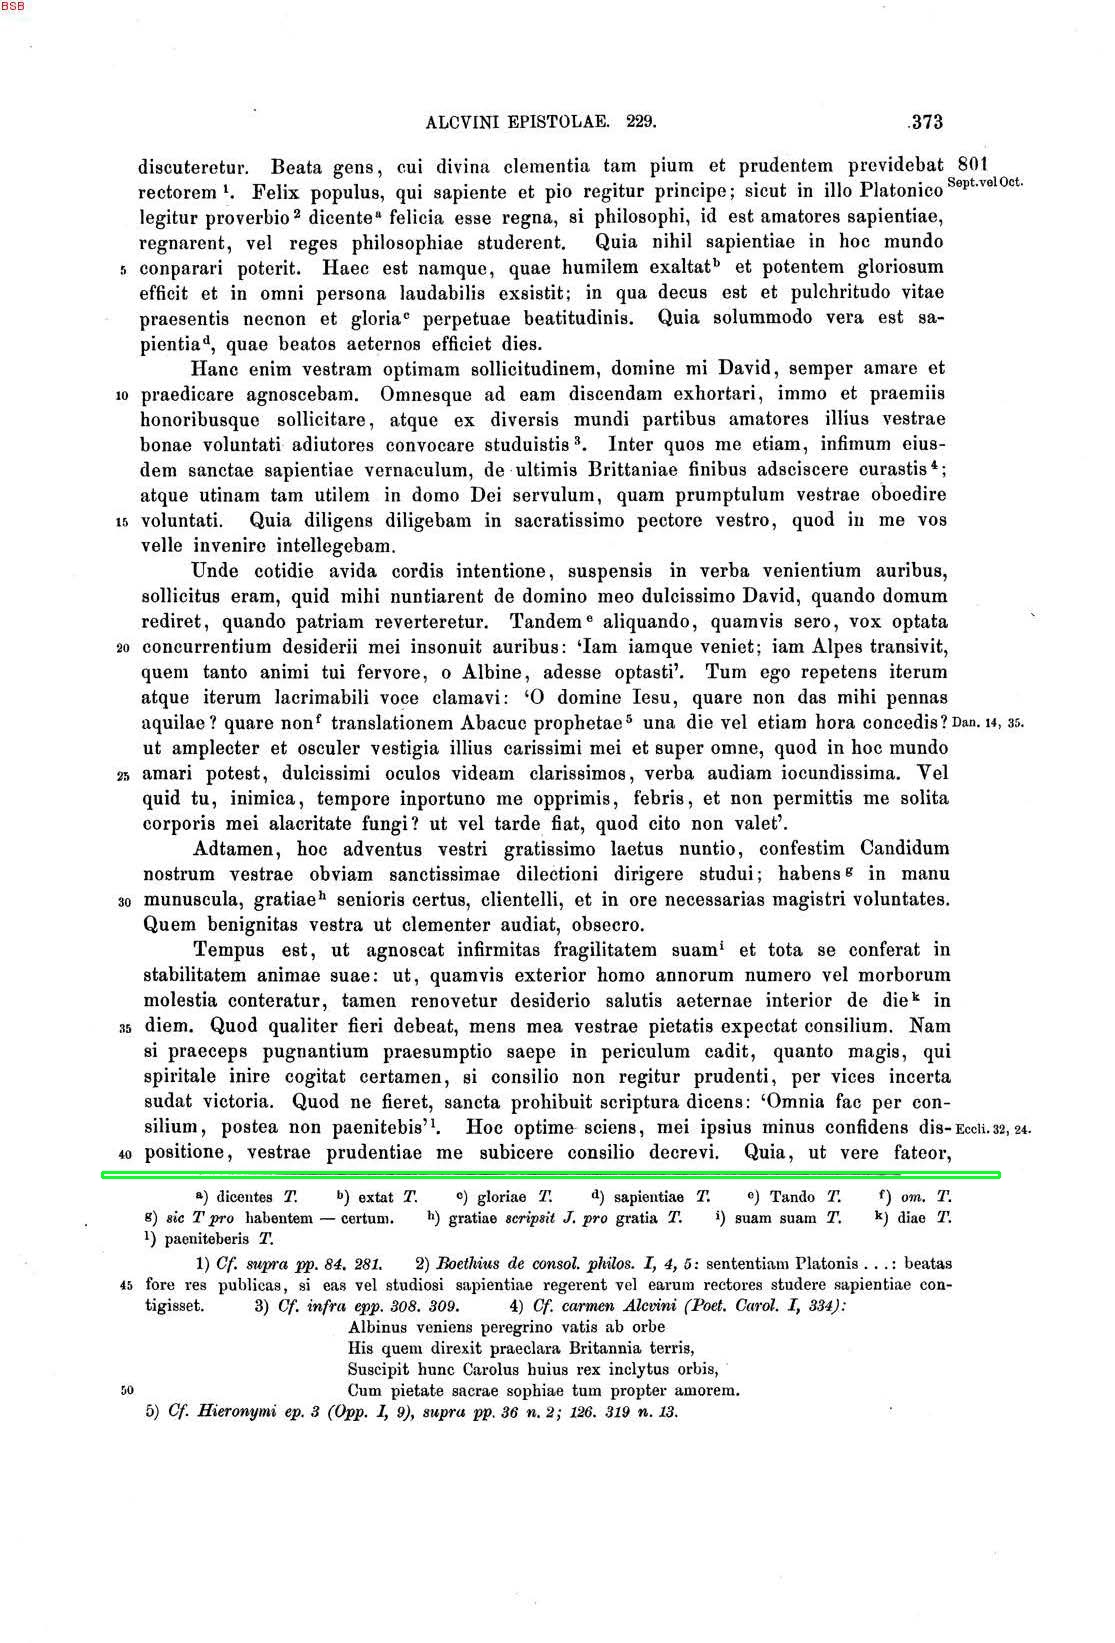 BSB
ALCVINI EPISTOLAE. 229. 373
discuteretur. Beata gens, cui divina clementia tam pium et prudentem previdebat 801
rectorem ¹. Felix populus, qui sapiente et pio regitur principe; sicut in illo Platonico Sept. vel Oct.
legitur proverbio ² dicente ᵃ felicia esse regna, si philosophi, id est amatores sapientiae,
regnarent, vel reges philosophiae studerent. Quia nihil sapientiae in hoc mundo
5 conparari poterit. Haec est namque, quae humilem exaltat ᵇ et potentem gloriosum
efficit et in omni persona laudabilis exsistit; in qua decus est et pulchritudo vitae
praesentis necnon et gloria ᶜ perpetuae beatitudinis. Quia solummodo vera est sa-
pientia ᵈ, quae beatos aeternos efficiet dies.
Hanc enim vestram optimam sollicitudinem, domine mi David, semper amare et
10 praedicare agnoscebam. Omnesque ad eam discendam exhortari, immo et praemiis
honoribusque sollicitare, atque ex diversis mundi partibus amatores illius vestrae
bonae voluntati adiutores convocare studuistis ³. Inter quos me etiam, infimum eius-
dem sanctae sapientiae vernaculum, de ultimis Brittaniae finibus adsciscere curastis ⁴;
atque utinam tam utilem in domo Dei servulum, quam prumptulum vestrae oboedire
15 voluntati. Quia diligens diligebam in sacratissimo pectore vestro, quod in me vos
velle invenire intellegebam.
Unde cotidie avida cordis intentione, suspensis in verba venientium auribus,
sollicitus eram, quid mihi nuntiarent de domino meo dulcissimo David, quando domum
rediret, quando patriam reverteretur. Tandem ᵉ aliquando, quamvis sero, vox optata
20 concurrentium desiderii mei insonuit auribus: ‘Iam iamque veniet; iam Alpes transivit,
quem tanto animi tui fervore, o Albine, adesse optasti’. Tum ego repetens iterum
atque iterum lacrimabili voce clamavi: ‘O domine Iesu, quare non das mihi pennas
aquilae? quare non ᶠ translationem Abacuc prophetae ⁵ una die vel etiam hora concedis? Dan. 14, 35.
ut amplecter et osculer vestigia illius carissimi mei et super omne, quod in hoc mundo
25 amari potest, dulcissimi oculos videam clarissimos, verba audiam iocundissima. Vel
quid tu, inimica, tempore inportuno me opprimis, febris, et non permittis me solita
corporis mei alacritate fungi? ut vel tarde fiat, quod cito non valet’.
Adtamen, hoc adventus vestri gratissimo laetus nuntio, confestim Candidum
nostrum vestrae obviam sanctissimae dilectioni dirigere studui; habens ᵍ in manu
30 munuscula, gratiae ʰ senioris certus, clientelli, et in ore necessarias magistri voluntates.
Quem benignitas vestra ut clementer audiat, obsecro.
Tempus est, ut agnoscat infirmitas fragilitatem suam ⁱ et tota se conferat in
stabilitatem animae suae: ut, quamvis exterior homo annorum numero vel morborum
molestia conteratur, tamen renovetur desiderio salutis aeternae interior de die ᵏ in
35 diem. Quod qualiter fieri debeat, mens mea vestrae pietatis expectat consilium. Nam
si praeceps pugnantium praesumptio saepe in periculum cadit, quanto magis, qui
spiritale inire cogitat certamen, si consilio non regitur prudenti, per vices incerta
sudat victoria. Quod ne fieret, sancta prohibuit scriptura dicens: ‘Omnia fac per con-
silium, postea non paenitebis’ ˡ. Hoc optime sciens, mei ipsius minus confidens dis- Eccli. 32, 24.
40 positione, vestrae prudentiae me subicere consilio decrevi. Quia, ut vere fateor,
ᵃ) dicentes T. ᵇ) extat T. ᶜ) gloriae T. ᵈ) sapientiae T. ᵉ) Tando T. ᶠ) om. T.
ᵍ) sic T pro habentem — certum. ʰ) gratiae scripsit J. pro gratia T. ⁱ) suam suam T. ᵏ) diae T.
ˡ) paeniteberis T.
1) Cf. supra pp. 84. 281. 2) Boethius de consol. philos. I, 4, 5: sententiam Platonis . . .: beatas
45 fore res publicas, si eas vel studiosi sapientiae regerent vel earum rectores studere sapientiae con-
tigisset. 3) Cf. infra epp. 308. 309. 4) Cf. carmen Alcvini (Poet. Carol. I, 334):
Albinus veniens peregrino vatis ab orbe
His quem direxit praeclara Britannia terris,
Suscipit hunc Carolus huius rex inclytus orbis,
50 Cum pietate sacrae sophiae tum propter amorem.
5) Cf. Hieronymi ep. 3 (Opp. I, 9), supra pp. 36 n. 2; 126. 319 n. 13.